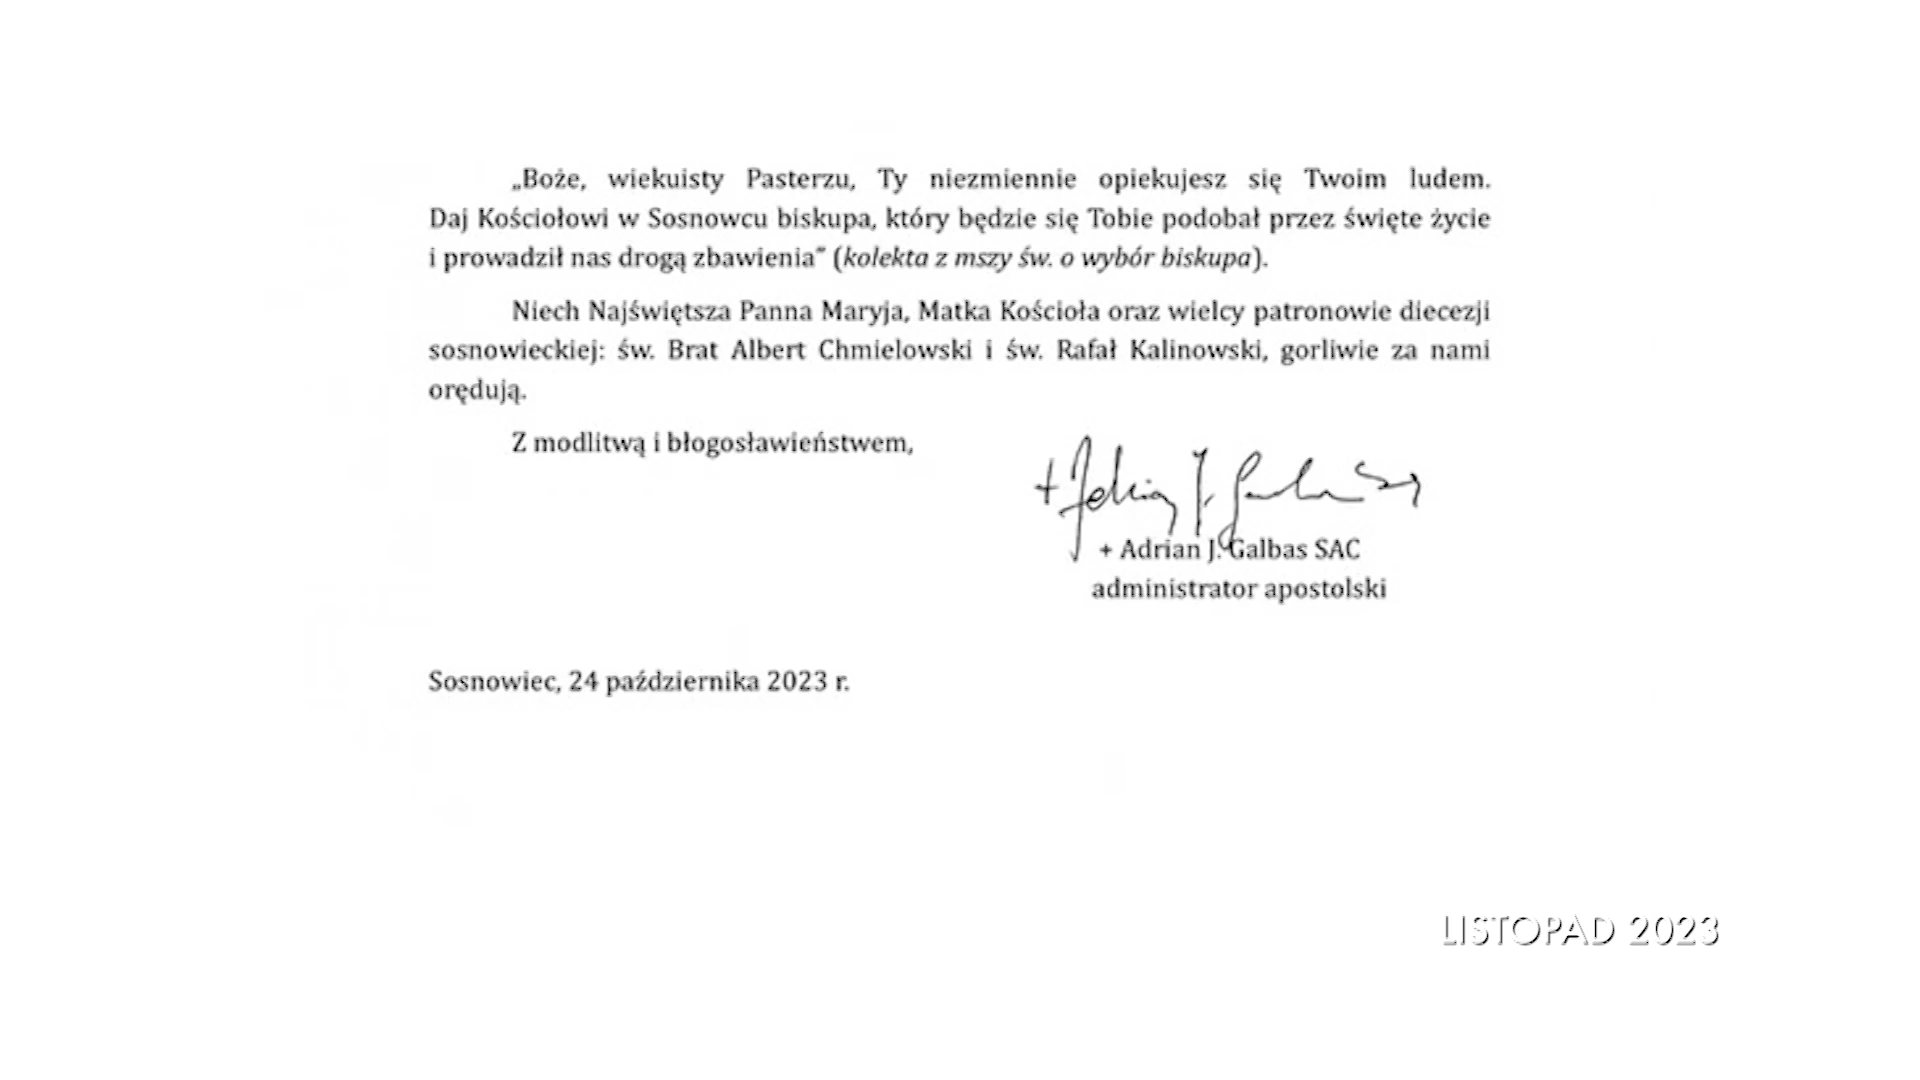 „Boże, wiekuisty Pasterzu, Ty niezmiennie opiekujesz się Twoim ludem.
Daj Kościołowi w Sosnowcu biskupa, który będzie się Tobie podobał przez święte życie
i prowadził nas drogą zbawienia” (kolekta z mszy św. o wybór biskupa).
Niech Najświętsza Panna Maryja, Matka Kościoła oraz wielcy patronowie diecezji
sosnowieckiej: św. Brat Albert Chmielowski i św. Rafał Kalinowski, gorliwie za nami
orędują.
Z modlitwą i błogosławieństwem,
+ Adrian J. Galbas SAC
administrator apostolski
Sosnowiec, 24 października 2023 r.
LISTOPAD 2023